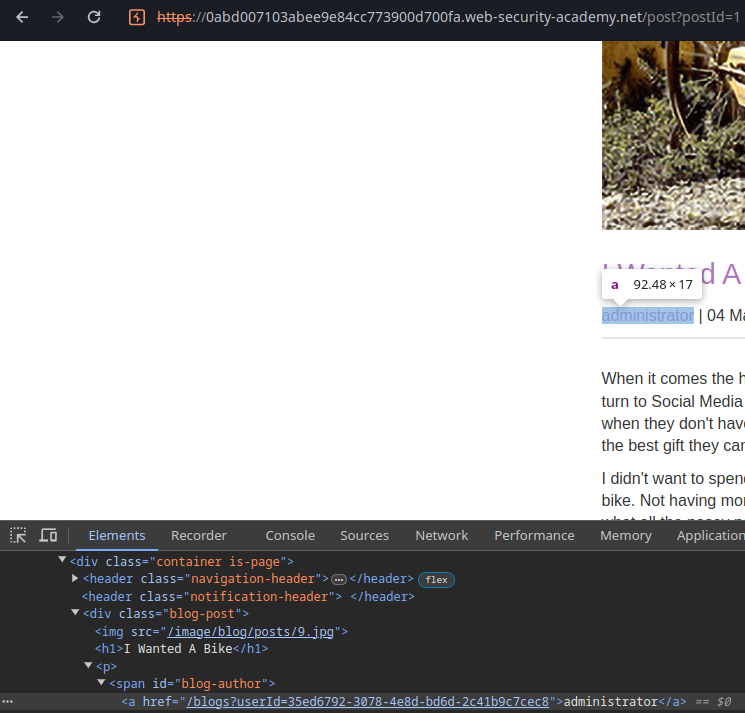 https://0abd007103abee9e84cc773900d700fa.web-security-academy.net/post?postId=1
I Wanted A
a 92.48×17
administrator | 04 Ma
When it comes the h
turn to Social Media
when they don't have
the best gift they can
I didn't want to spend
bike. Not having mon
Elements Recorder Console Sources Network Performance Memory Application
<div class="container is-page">
<header class="navigation-header">⋯</header> flex
<header class="notification-header"> </header>
<div class="blog-post">
<img src="/image/blog/posts/9.jpg">
<h1>I Wanted A Bike</h1>
<p>
<span id="blog-author">
⋯ <a href="/blogs?userId=35ed6792-3078-4e8d-bd6d-2c41b9c7cec8">administrator</a> == $0